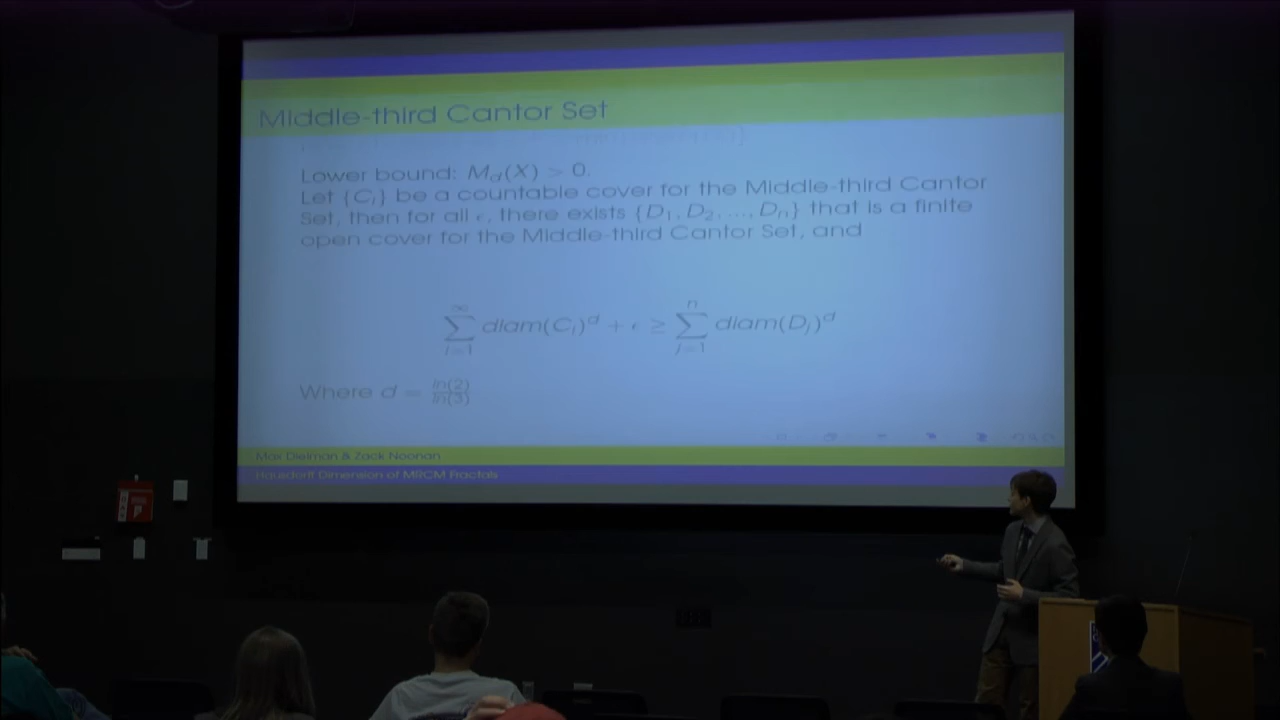 Middle-third Cantor Set
Lower bound: M_d(X) > 0.
Let {C_i} be a countable cover for the Middle-third Cantor
Set, then for all ϵ, there exists {D_1, D_2, ..., D_n} that is a finite
open cover for the Middle-third Cantor Set, and
∑_{i=1}^{∞} diam(C_i)^d + ϵ ≥ ∑_{j=1}^{n} diam(D_j)^d
Where d = ln(2)/ln(3)
Max Dielman & Zack Noonan
Hausdorff Dimension of MRCM Fractals